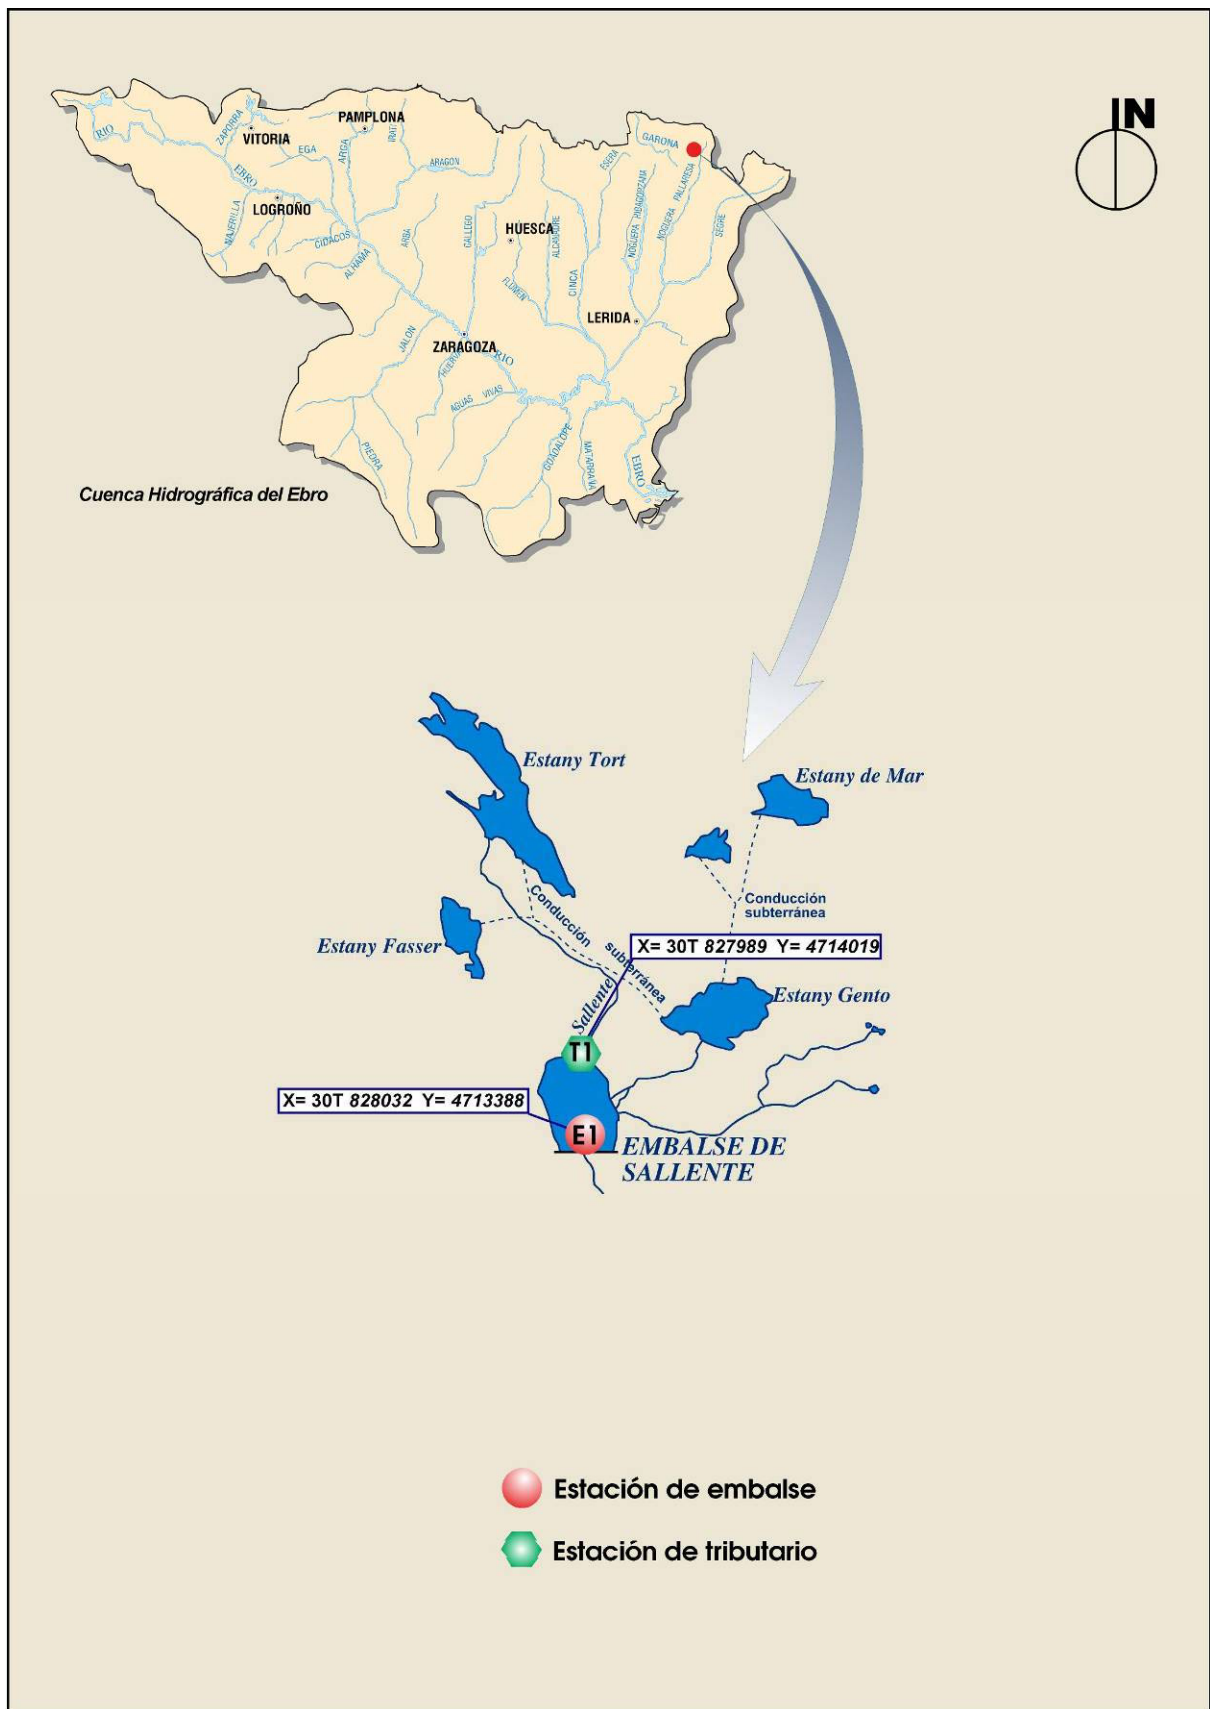 IN
PAMPLONA
ZAPORRA
VITORIA
RIO
EGA
ARGA
IRATI
ARAGON
GARONA
ESERA
EBRO
NAJERILLA
LOGROÑO
CIDACOS
ALHAMA
ARBA
GALLEGO
HUESCA
ALCANADRE
FLUMEN
CINCA
NOGUERA RIBAGORZANA
NOGUERA PALLARESA
SEGRE
LERIDA
JALON
ZARAGOZA
HUERVA
RIO
AGUAS VIVAS
PIEDRA
GUADALOPE
MATARRAÑA
EBRO
Cuenca Hidrográfica del Ebro
Estany Tort
Estany de Mar
Conducción
subterránea
Conducción
subterránea
Estany Fasser
X= 30T 827989 Y= 4714019
Sallente
Estany Gento
T1
X= 30T 828032 Y= 4713388
E1
EMBALSE DE
SALLENTE
Estación de embalse
Estación de tributario